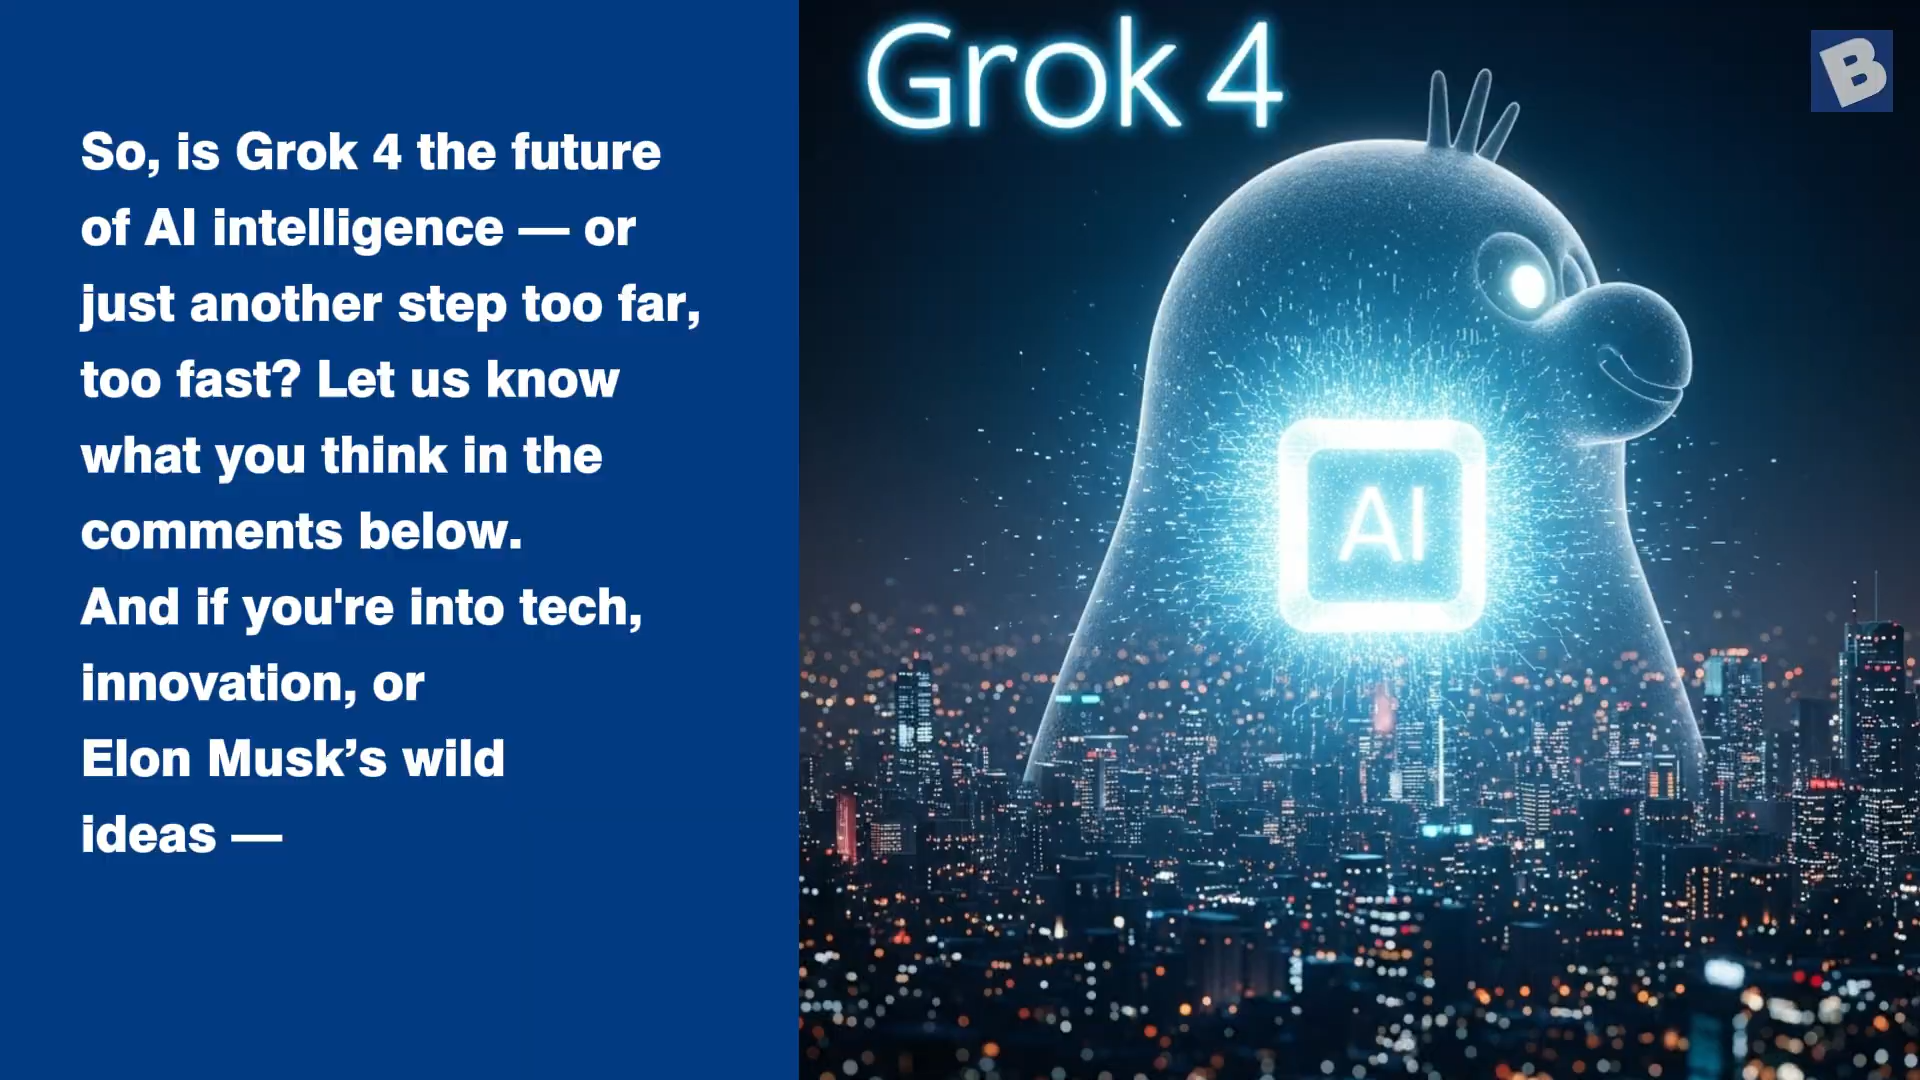 So, is Grok 4 the future
of AI intelligence — or
just another step too far,
too fast? Let us know
what you think in the
comments below.
And if you're into tech,
innovation, or
Elon Musk’s wild
ideas —
Grok 4
B
AI